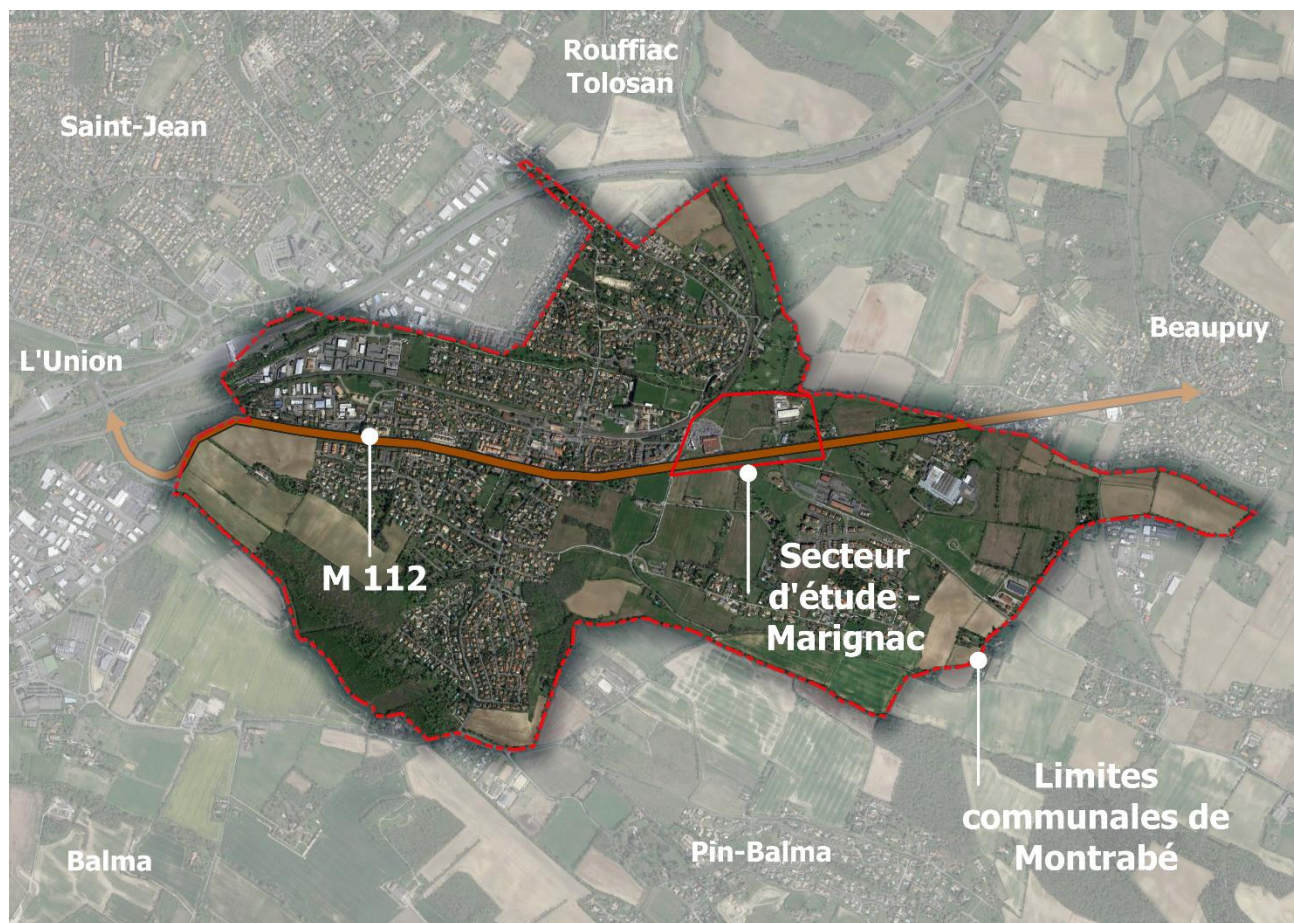 Rouffiac
Tolosan
Saint-Jean
Beaupuy
L'Union
M 112
Secteur
d'étude -
Marignac
Limites
communales de
Montrabé
Pin-Balma
Balma